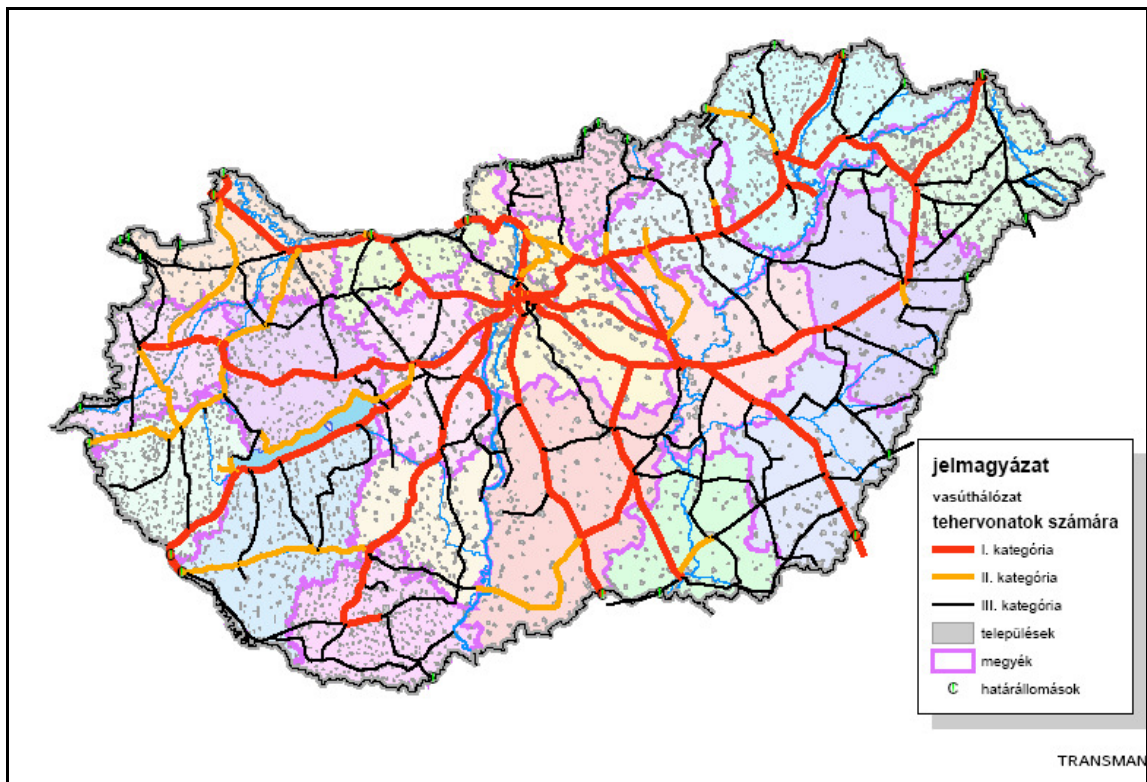 jelmagyázat
vasúthálózat
tehervonatok számára
I. kategória
II. kategória
III. kategória
települések
megyék
határállomások
TRANSMAN